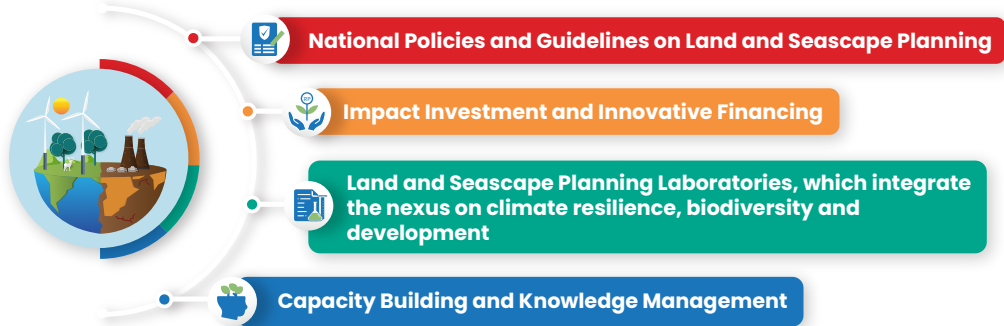 National Policies and Guidelines on Land and Seascape Planning
Impact Investment and Innovative Financing
Land and Seascape Planning Laboratories, which integrate
the nexus on climate resilience, biodiversity and
development
Capacity Building and Knowledge Management